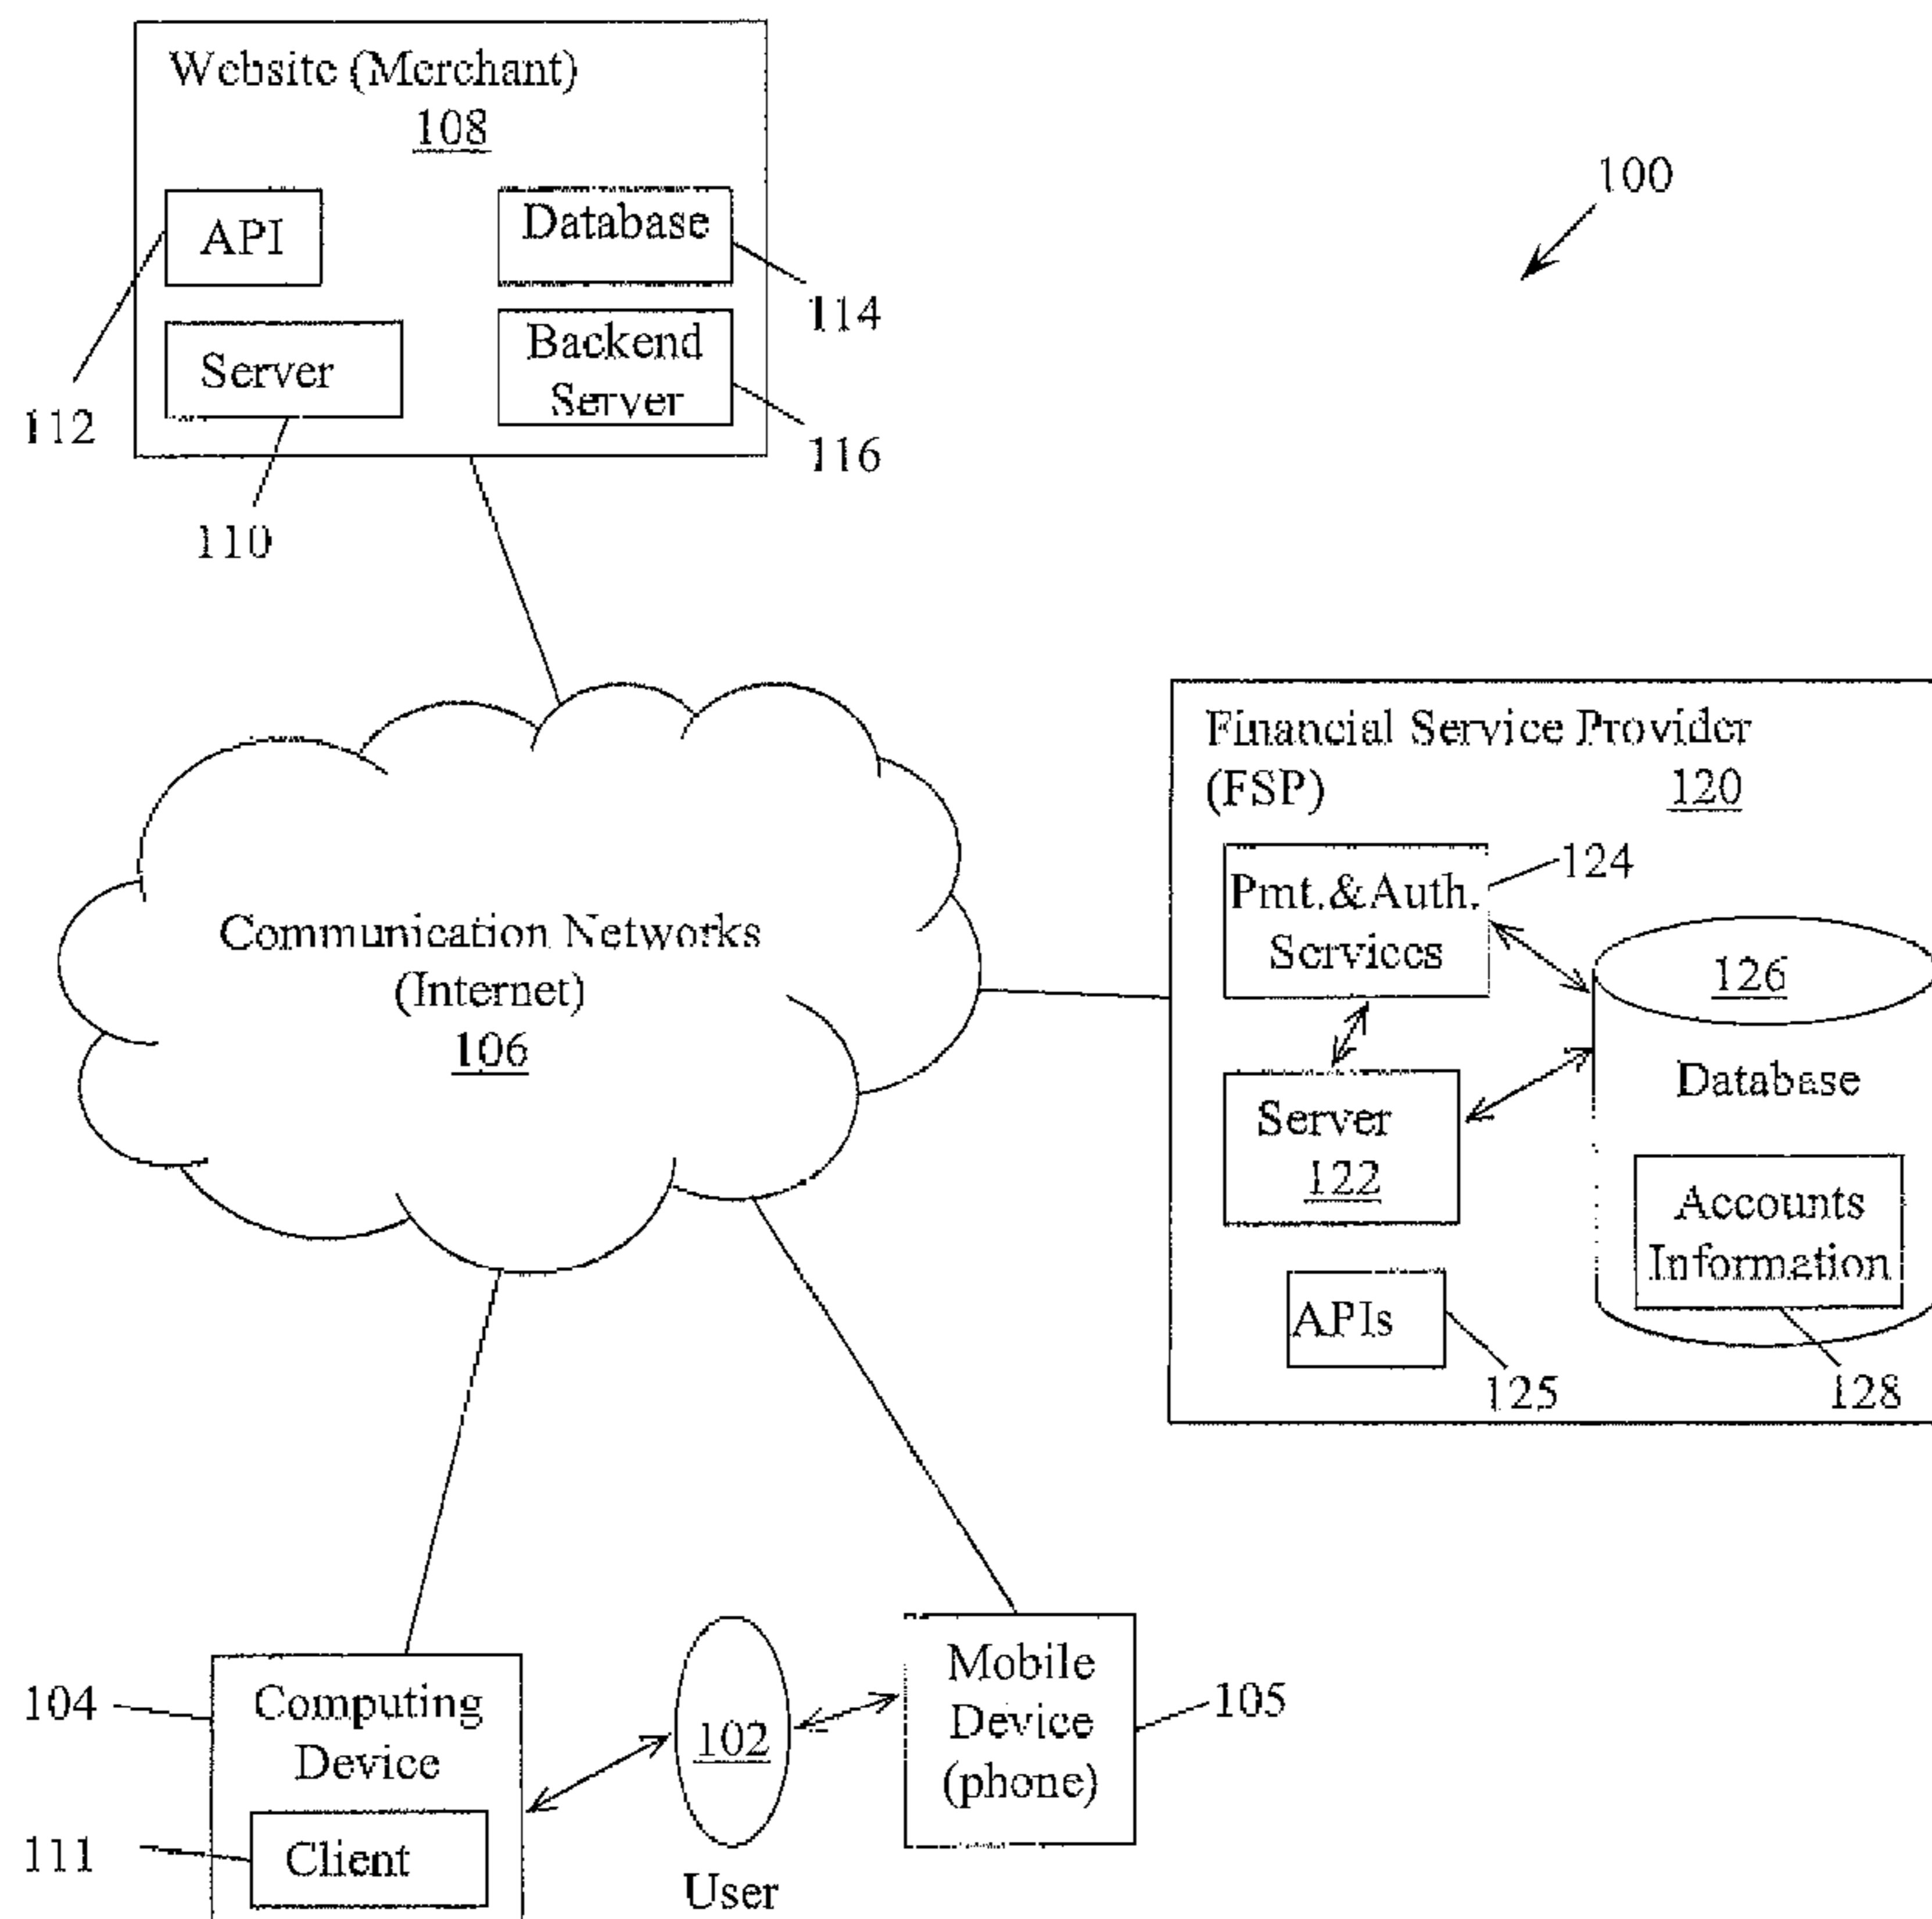 Website (Merchant)
108
API
Database
Server
Backend
Server
112
110
114
116
100
Communication Networks
(Internet)
106
Financial Service Provider
(FSP)
120
Pmt.&Auth.
Services
124
126
Database
Server
122
Accounts
Information
APIs
125
128
104
Computing
Device
111
Client
102
User
Mobile
Device
(phone)
105